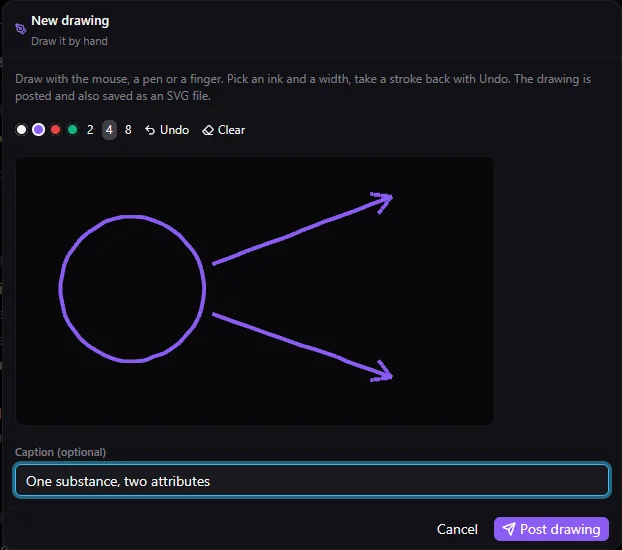 New drawing
Draw it by hand
Draw with the mouse, a pen or a finger. Pick an ink and a width, take a stroke back with Undo. The drawing is
posted and also saved as an SVG file.
2 4 8 Undo Clear
Caption (optional)
One substance, two attributes
Cancel Post drawing